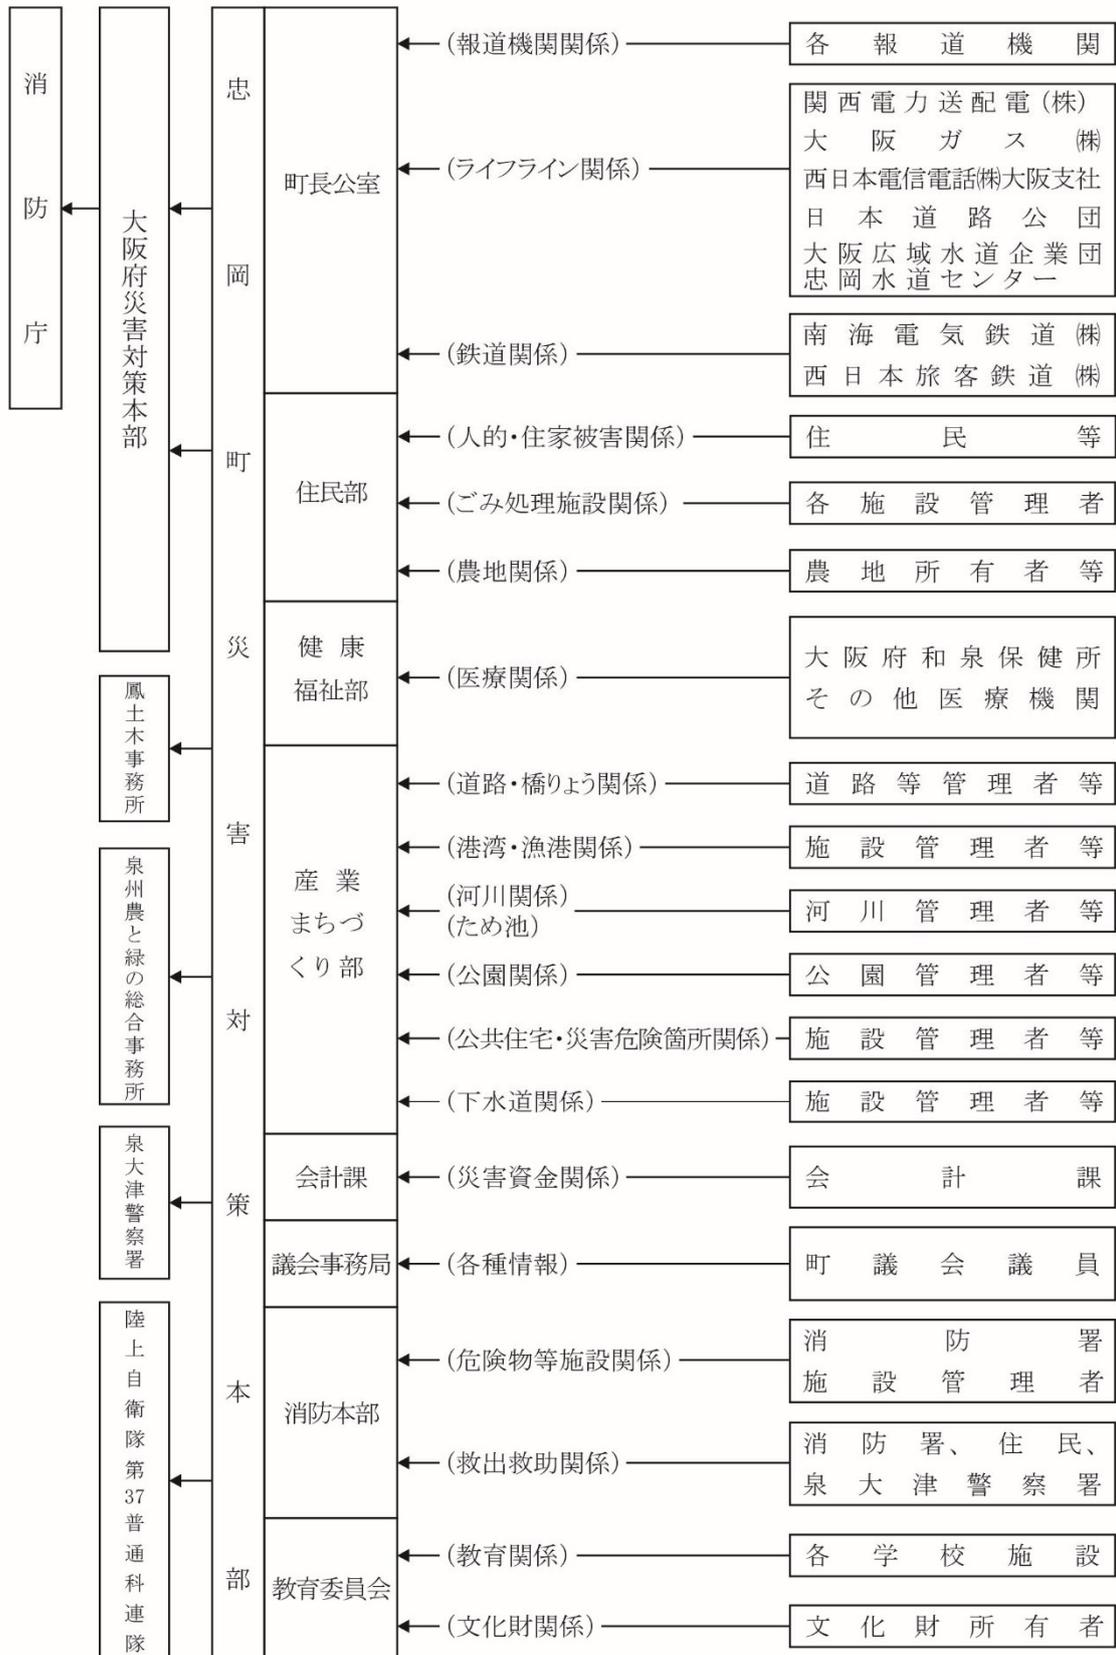 消防庁
大阪府災害対策本部
鳳土木事務所
泉州農と緑の総合事務所
泉大津警察署
陸上自衛隊第37普通科連隊
忠岡町災害対策本部
町長公室
(報道機関関係)
各報道機関
(ライフライン関係)
関西電力送配電(株)
大阪ガス㈱
西日本電信電話㈱大阪支社
日本道路公団
大阪広域水道企業団
忠岡水道センター
(鉄道関係)
南海電気鉄道㈱
西日本旅客鉄道㈱
住民部
(人的・住家被害関係)
住民等
(ごみ処理施設関係)
各施設管理者
(農地関係)
農地所有者等
健康
福祉部
(医療関係)
大阪府和泉保健所
その他医療機関
産業
まちづ
くり部
(道路・橋りょう関係)
道路等管理者等
(港湾・漁港関係)
施設管理者等
(河川関係)
(ため池)
河川管理者等
(公園関係)
公園管理者等
(公共住宅・災害危険箇所関係)
施設管理者等
(下水道関係)
施設管理者等
会計課
(災害資金関係)
会計課
議会事務局
(各種情報)
町議会議員
消防本部
(危険物等施設関係)
消防署
施設管理者
(救出救助関係)
消防署、住民、
泉大津警察署
教育委員会
(教育関係)
各学校施設
(文化財関係)
文化財所有者